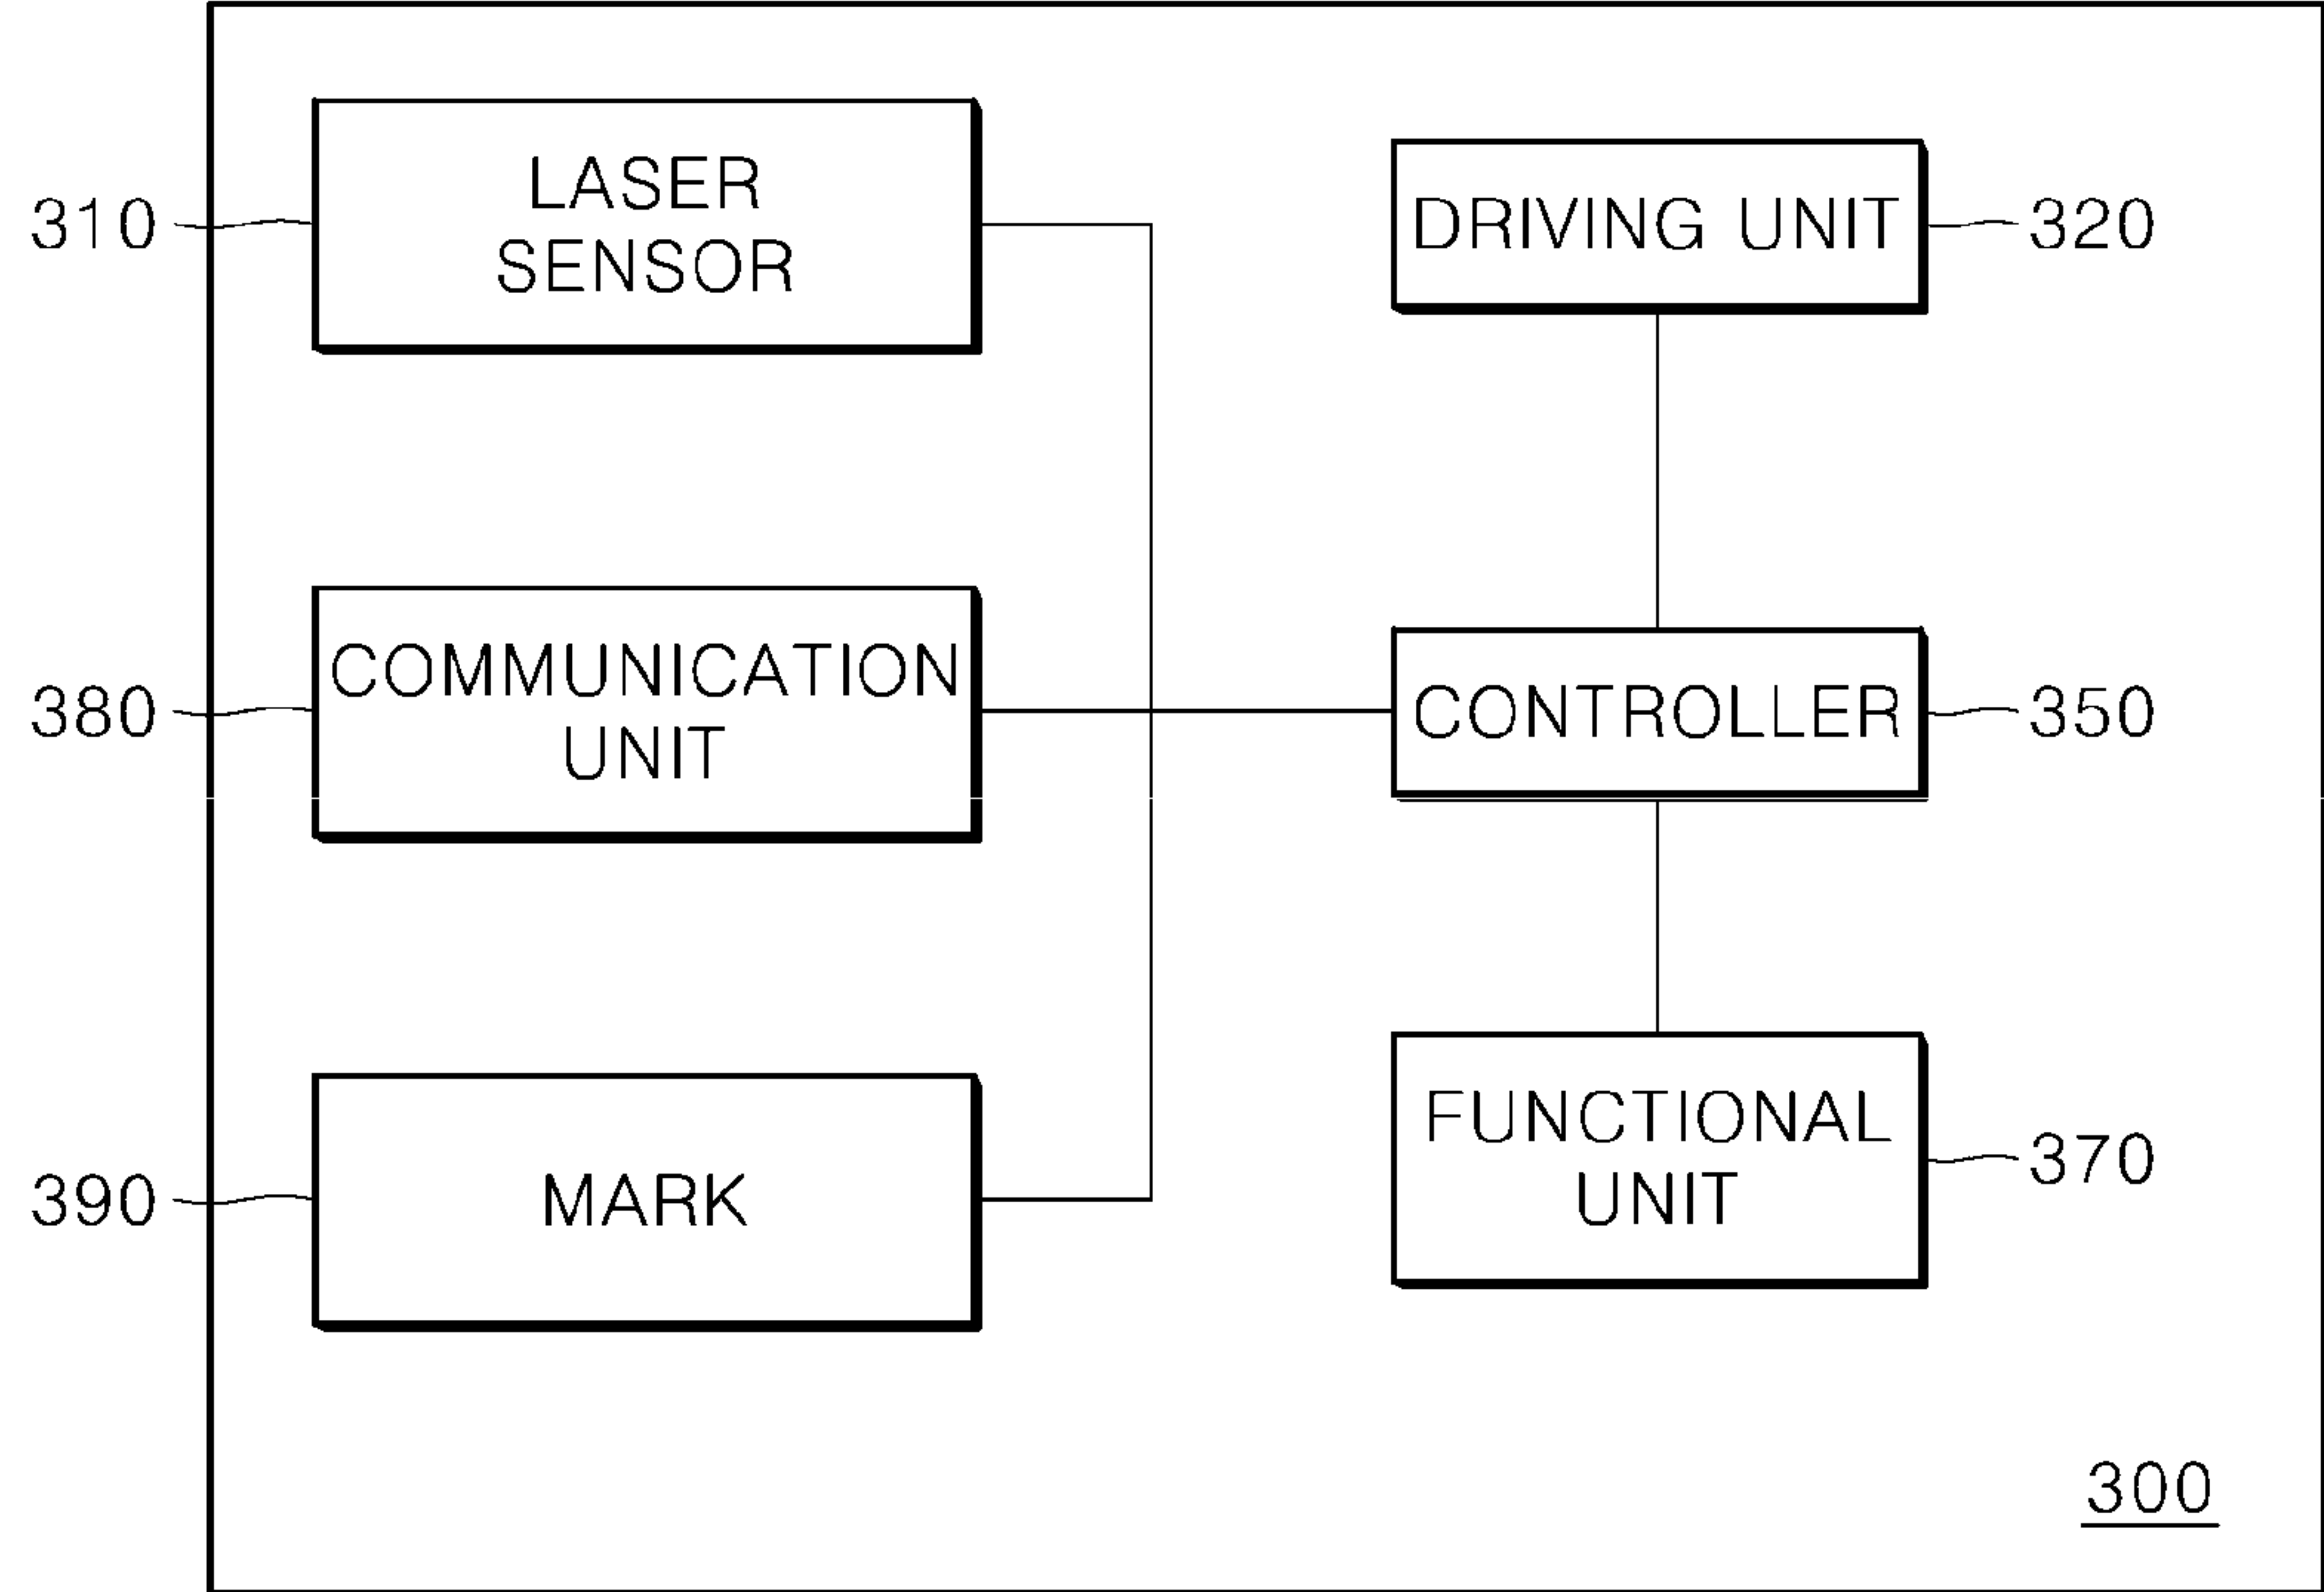 310
LASER
SENSOR
DRIVING UNIT
320
380
COMMUNICATION
UNIT
CONTROLLER
350
390
MARK
FUNCTIONAL
UNIT
370
300